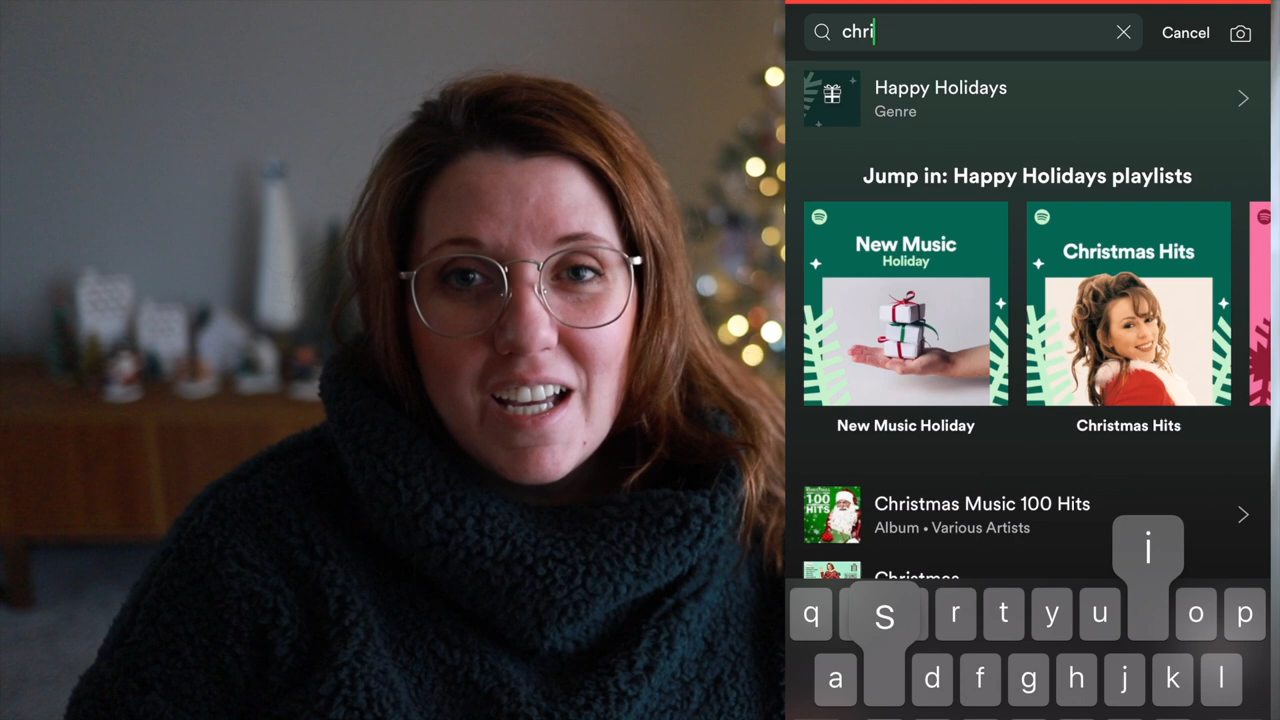 chri
Cancel
Happy Holidays
Genre
Jump in: Happy Holidays playlists
New Music
Holiday
Christmas Hits
New Music Holiday
Christmas Hits
100
HITS
Christmas Music 100 Hits
Album • Various Artists
Christmas
i
q s r t y u o p
a d f g h j k l